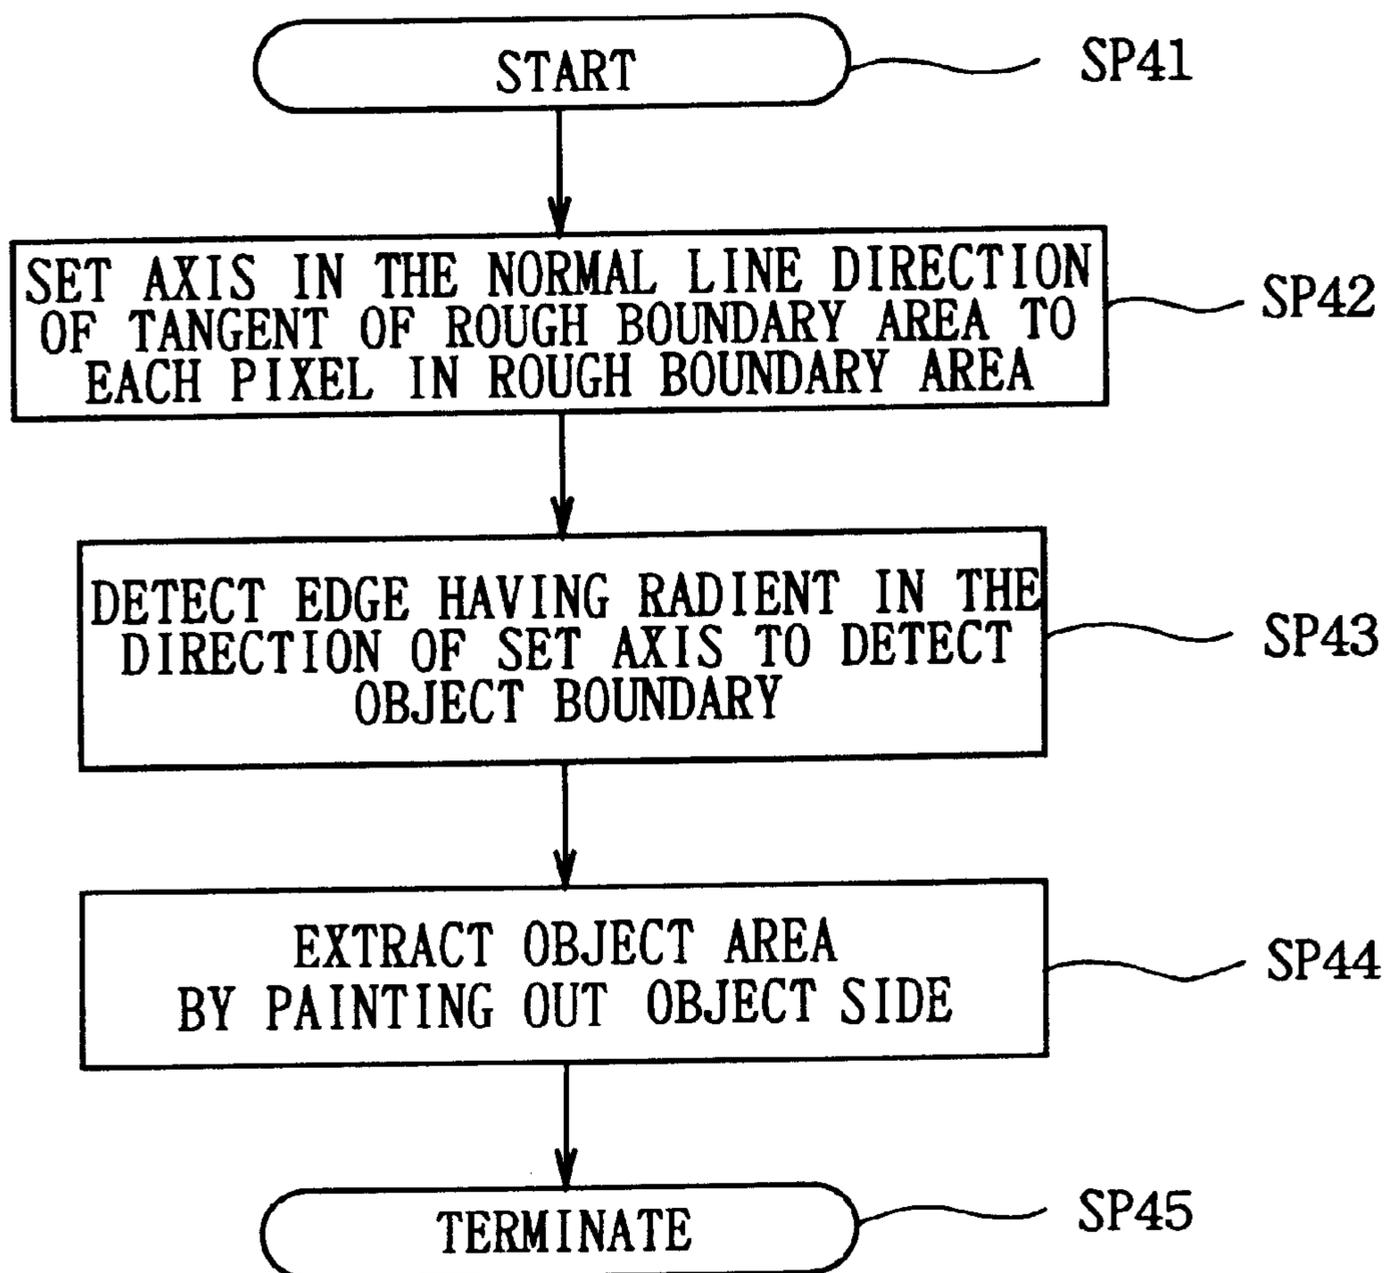 START
SP41
SET AXIS IN THE NORMAL LINE DIRECTION
OF TANGENT OF ROUGH BOUNDARY AREA TO
EACH PIXEL IN ROUGH BOUNDARY AREA
SP42
DETECT EDGE HAVING RADIENT IN THE
DIRECTION OF SET AXIS TO DETECT
OBJECT BOUNDARY
SP43
EXTRACT OBJECT AREA
BY PAINTING OUT OBJECT SIDE
SP44
TERMINATE
SP45